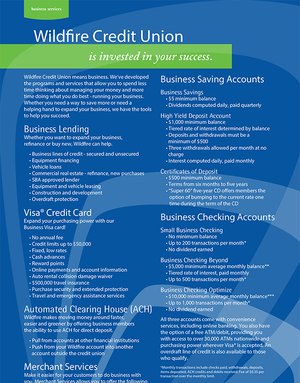 business services
Wildfire Credit Union
is invested in your success.
Wildfire Credit Union means business. We've developed
the programs and services that allow you to spend less
time thinking about managing your money and more
time doing what you do best - running your business.
Whether you need a way to save more or need a
helping hand to expand your business, we have the tools
to help you succeed.
Business Lending
Whether you want to expand your business,
refinance or buy new, Wildfire can help.
- Business lines of credit - secured and unsecured
- Equipment financing
- Vehicle loans
- Commercial real estate - refinance, new purchases
- SBA approved lender
- Equipment and vehicle leasing
- Construction and development
- Overdraft protection
Visa® Credit Card
Expand your purchasing power with our
Business Visa card!
- No annual fee
- Credit limits up to $50,000
- Fixed, low rates
- Cash advances
- Reward points
- Online payments and account information
- Auto rental collision damage waiver
- $500,000 travel insurance
- Purchase security and extended protection
- Travel and emergency assistance services
Automated Clearing House (ACH)
Wildfire makes moving money around faster,
easier and greener by offering business members
the ability to use ACH for direct deposit.
- Pull from accounts at other financial institutions
- Push from your Wildfire account into another
account outside the credit union
Merchant Services
Make it easier for your customers to do business with
you. Merchant Services allows you to offer the following
Business Saving Accounts
Business Savings
- $5 minimum balance
- Dividends computed daily, paid quarterly
High Yield Deposit Account
- $1,000 minimum balance
- Tiered rate of interest determined by balance
- Deposits and withdrawals must be a
minimum of $500
- Three withdrawals allowed per month at no
charge
- Interest computed daily, paid monthly
Certificates of Deposit
- $500 minimum balance
- Terms from six months to five years
- "Super 60" five-year CD offers members the
option of bumping to the current rate one
time during the term of the CD
Business Checking Accounts
Small Business Checking
- No minimum balance
- Up to 200 transactions per month*
- No dividend earned
Business Checking Beyond
- $5,000 minimum average monthly balance**
- Tiered rate of interest, paid monthly
- Up to 500 transactions per month*
Business Checking Optimize
- $10,000 minimum average monthly balance***
- Up to 1,000 transactions per month*
- No dividend earned
All three accounts come with convenient
services, including online banking. You also have
the option of a free ATM/debit, providing you
with access to over 30,000 ATMs nationwide and
purchasing power wherever Visa® is accepted. An
overdraft line of credit is also available to those
who qualify.
*Monthly transactions include checks paid, withdrawals, deposits,
items deposited, ACH credits and debits
transaction over the monthly limit.